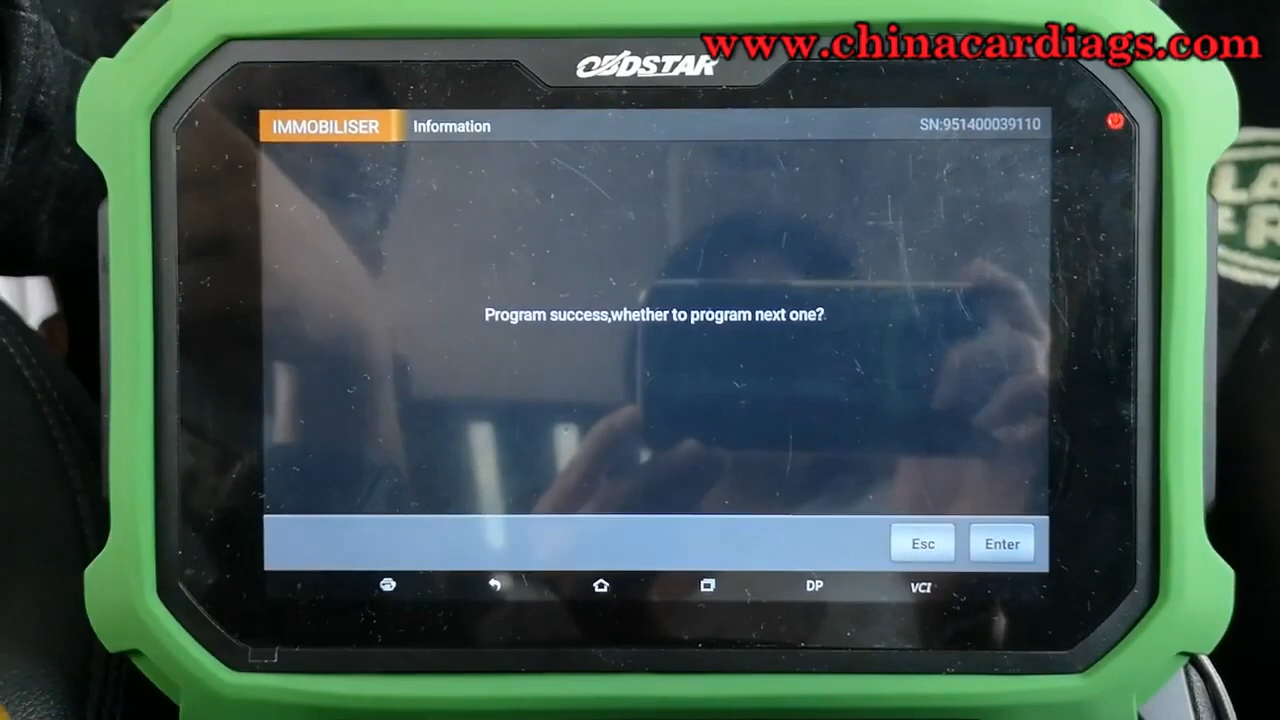 www.chinacardiags.com
OBDSTAR
IMMOBILISER
Information
SN:951400039110
Program success,whether to program next one?
Esc
Enter
DP
VCI